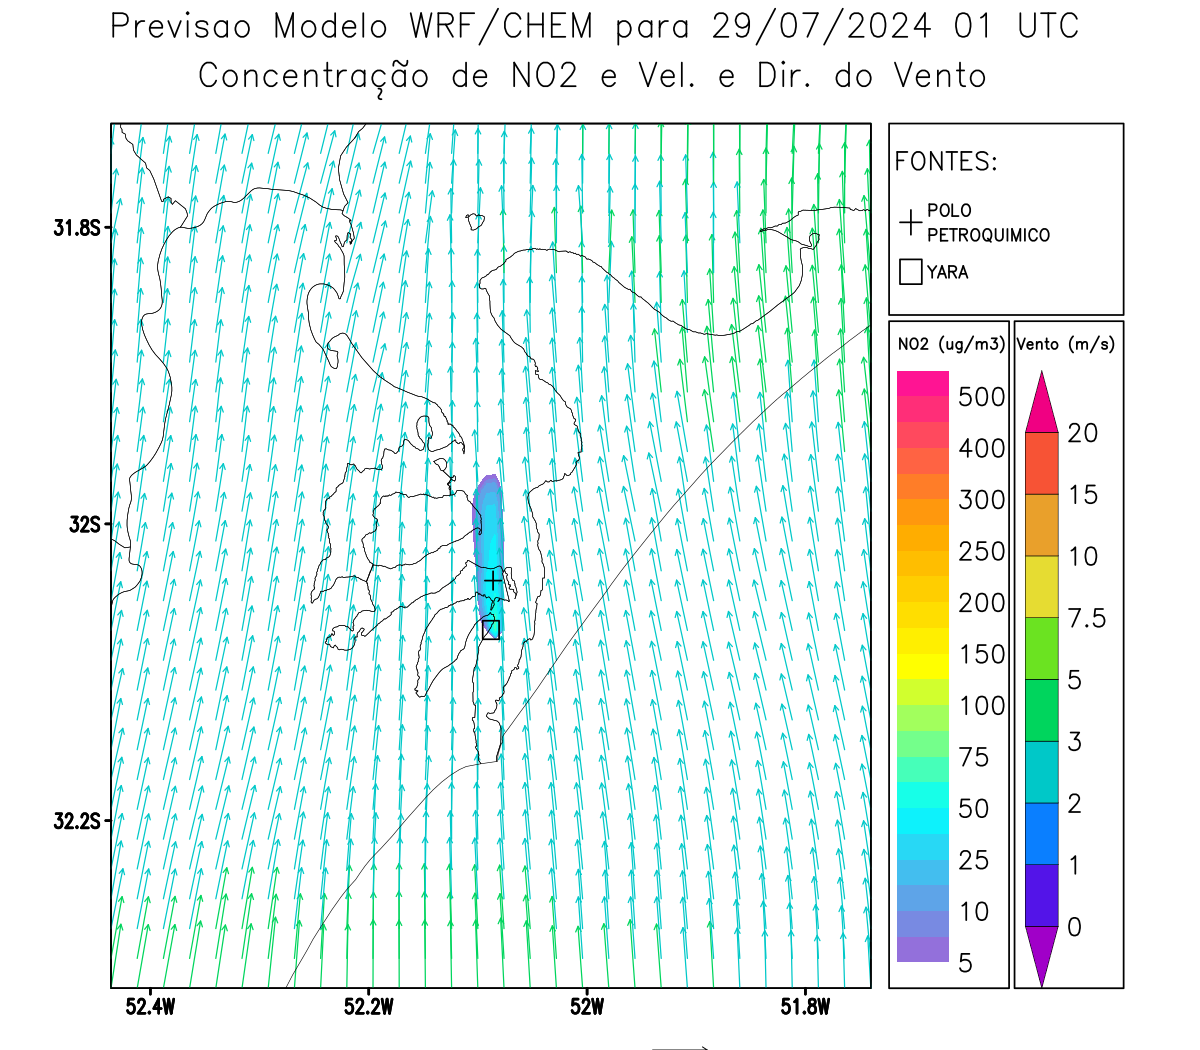 Previsao Modelo WRF/CHEM para 29/07/2024 01 UTC
Concentração de NO2 e Vel. e Dir. do Vento
FONTES:
POLO
PETROQUIMICO
YARA
31.8S
32S
32.2S
52.4W
52.2W
52W
51.8W
NO2 (ug/m3)
500
400
300
250
200
150
100
75
50
25
10
5
Vento (m/s)
20
15
10
7.5
5
3
2
1
0